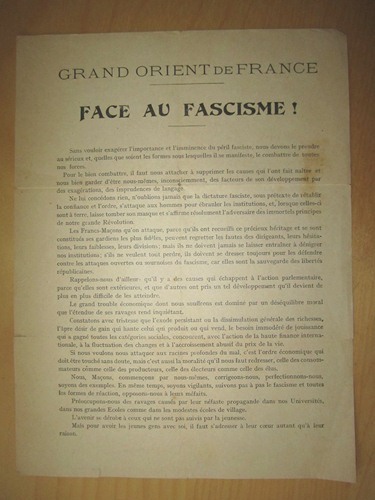 GRAND ORIENT DE FRANCE
FACE AU FASCISME !
Sans vouloir exagérer l'importance et l'imminence du péril fasciste, nous devons le prendre
au sérieux et, quelles que soient les formes sous lesquelles il se manifeste, le combattre de toutes
nos forces.
Pour le bien combattre, il faut nous attacher à supprimer les causes qui l'ont fait naître et
nous bien garder d'être nous-mêmes, inconsciemment, des facteurs de son développement par
des exagérations, des imprudences de langage.
Ne lui concédons rien, n'oublions jamais que la dictature fasciste, sous prétexte de rétablir
la confiance et l'ordre, s'attaque aux hommes pour ébranler les institutions, et, lorsque celles-ci
sont à terre, laisse tomber son masque et s'affirme résolument l'adversaire des immortels principes
de notre grande Révolution.
Les Francs-Maçons qu'on attaque, parce qu'ils ont recueilli ce précieux héritage et se sont
constitués ses gardiens les plus fidèles, peuvent regretter les fautes des dirigeants, leurs hésita-
tions, leurs faiblesses, leurs divisions; mais ils ne doivent jamais se laisser entraîner à dénigrer
nos institutions; s'ils ne veulent tout perdre, ils doivent se dresser toujours pour les défendre
contre les attaques ouvertes ou sournoises du fascisme, car elles sont la sauvegarde des libertés
républicaines.
Rappelons-nous d'ailleurs qu'il y a des causes qui échappent à l'action parlementaire,
parce qu'elles sont extérieures, et que d'autres ont pris un tel développement qu'il devient de
plus en plus difficile de les atteindre.
Le grand trouble économique dont nous souffrons est dominé par un déséquilibre moral
que l'étendue de ses ravages rend inquiétant.
Constatons avec tristesse que l'exode persistant ou la dissimulation générale des richesses,
l'âpre désir de gain qui hante celui qui produit ou qui vend, le besoin immodéré de jouissance
qui a gagné toutes les catégories sociales, concourent, avec l'action de la haute finance interna-
tionale, à la fluctuation des changes et à l'accroissement abusif du prix de la vie.
Si nous voulons nous attaquer aux racines profondes du mal, c'est l'ordre économique qui
doit être touché sans doute, mais c'est aussi la moralité qu'il nous faut redresser, celle des consom-
mateurs comme celle des producteurs, celle des électeurs comme celle des élus.
Nous, Maçons, commençons par nous-mêmes, corrigeons-nous, perfectionnons-nous,
soyons des exemples. En même temps, soyons vigilants, suivons pas à pas le fascisme et toutes
les formes de réaction, opposons-nous à leurs méfaits.
Préoccupons-nous des ravages causés par leur néfaste propagande dans nos Universités,
dans nos grandes Ecoles comme dans les modestes écoles de village.
L'avenir se dérobe à ceux qui ne sont pas suivis par la jeunesse.
Mais pour avoir les jeunes gens avec soi, il faut s'adresser à leur cœur autant qu'à leur
raison.